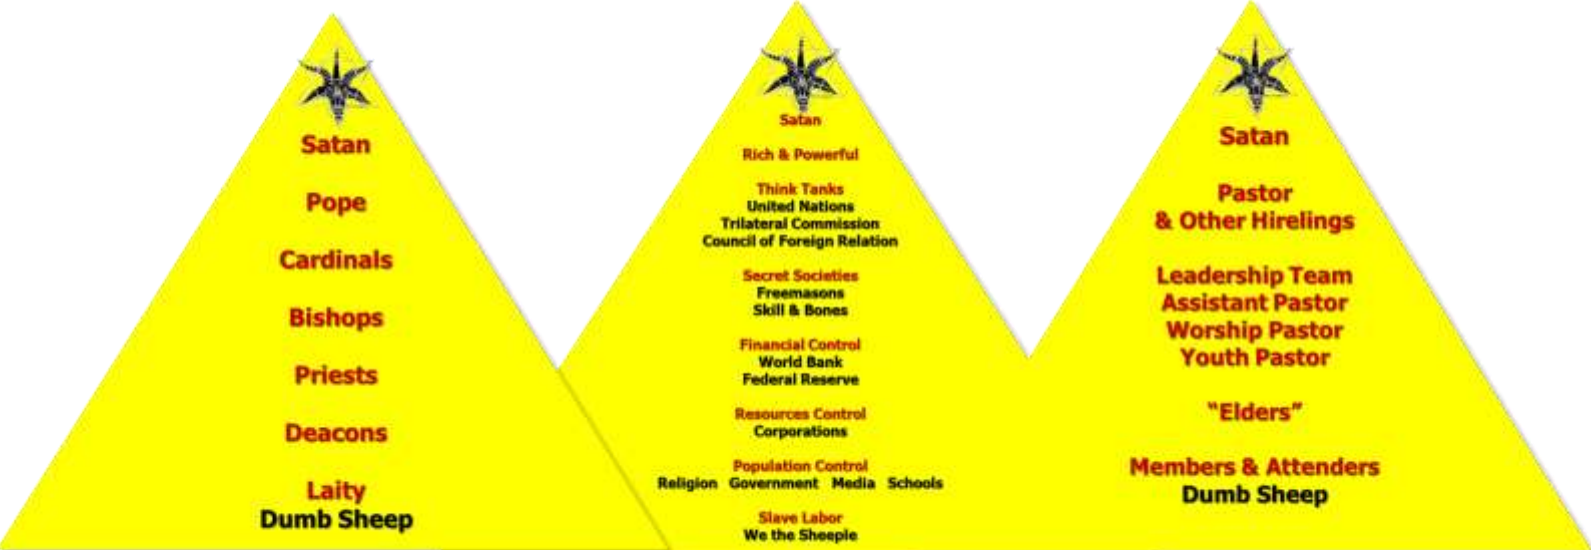 Satan
Pope
Cardinals
Bishops
Priests
Deacons
Laity
Dumb Sheep
Satan
Rich & Powerful
Think Tanks
United Nations
Trilateral Commission
Council of Foreign Relation
Secret Societies
Freemasons
Skill & Bones
Financial Control
World Bank
Federal Reserve
Resources Control
Corporations
Population Control
Religion Government Media Schools
Slave Labor
We the Sheeple
Satan
Pastor
& Other Hirelings
Leadership Team
Assistant Pastor
Worship Pastor
Youth Pastor
“Elders”
Members & Attenders
Dumb Sheep